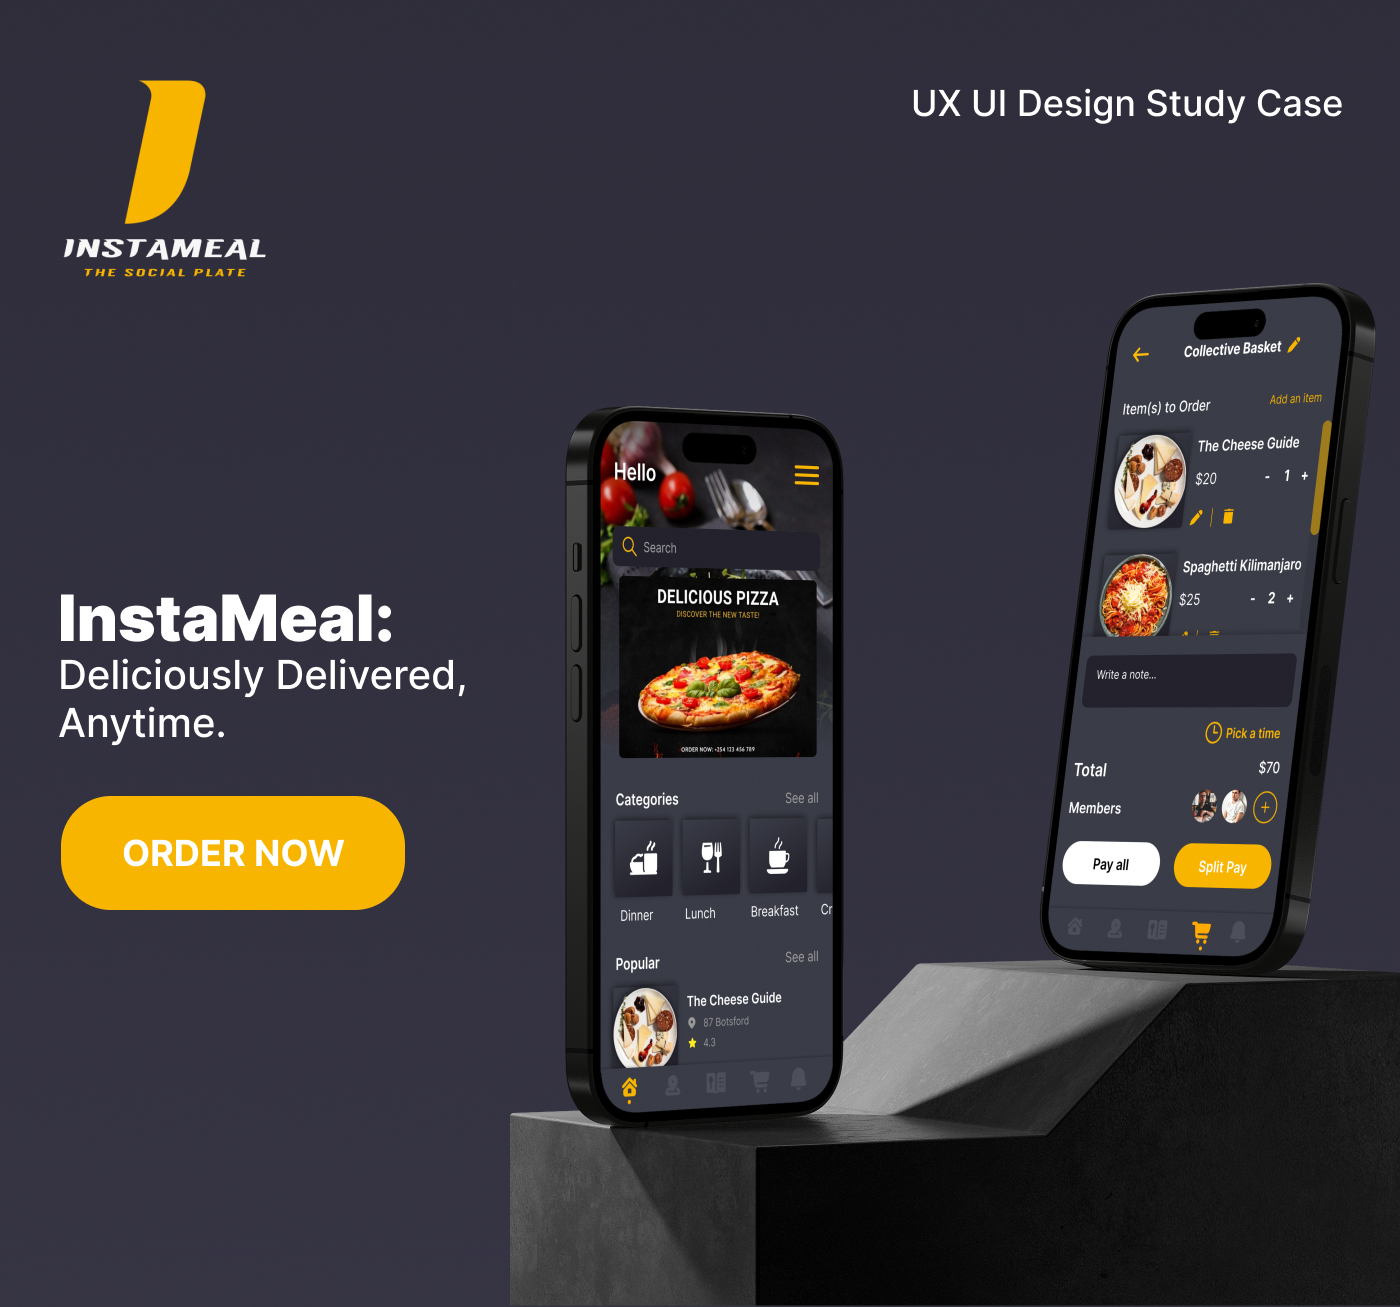 UX UI Design Study Case
INSTAMEAL
THE SOCIAL PLATE
InstaMeal:
Deliciously Delivered,
Anytime.
ORDER NOW
Hello
Search
DELICIOUS PIZZA
DISCOVER THE NEW TASTE!
ORDER NOW: +254 123 456 789
Categories See all
Dinner Lunch Breakfast Cr
Popular See all
The Cheese Guide
87 Botsford
4.3
Collective Basket
Item(s) to Order Add an item
The Cheese Guide
$20 - 1 +
Spaghetti Kilimanjaro
$25 - 2 +
Write a note...
Pick a time
Total $70
Members
Pay all Split Pay